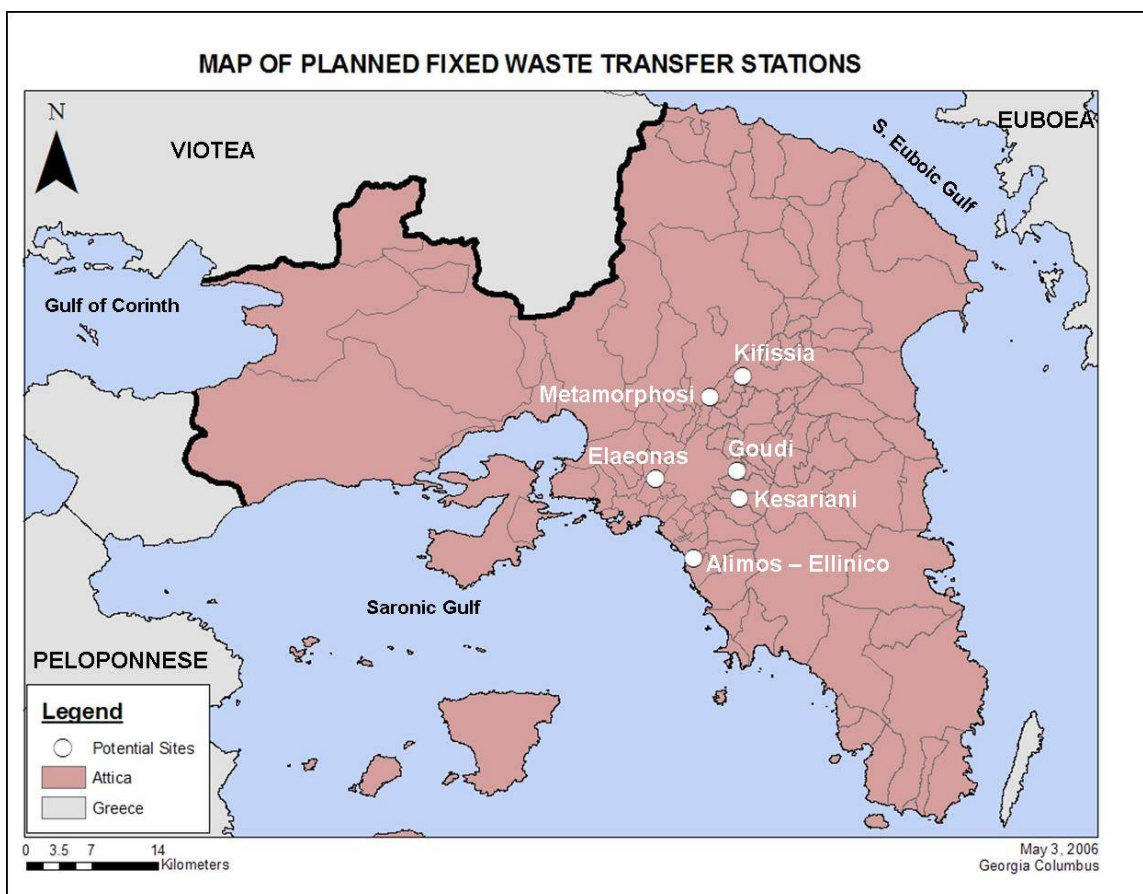 MAP OF PLANNED FIXED WASTE TRANSFER STATIONS
N
VIOTEA
EUBOEA
S. Euboic Gulf
Gulf of Corinth
Kifissia
Metamorphosi
Goudi
Elaeonas
Kesariani
Alimos – Ellinico
Saronic Gulf
PELOPONNESE
Legend
Potential Sites
Attica
Greece
0 3.5 7 14
Kilometers
May 3, 2006
Georgia Columbus